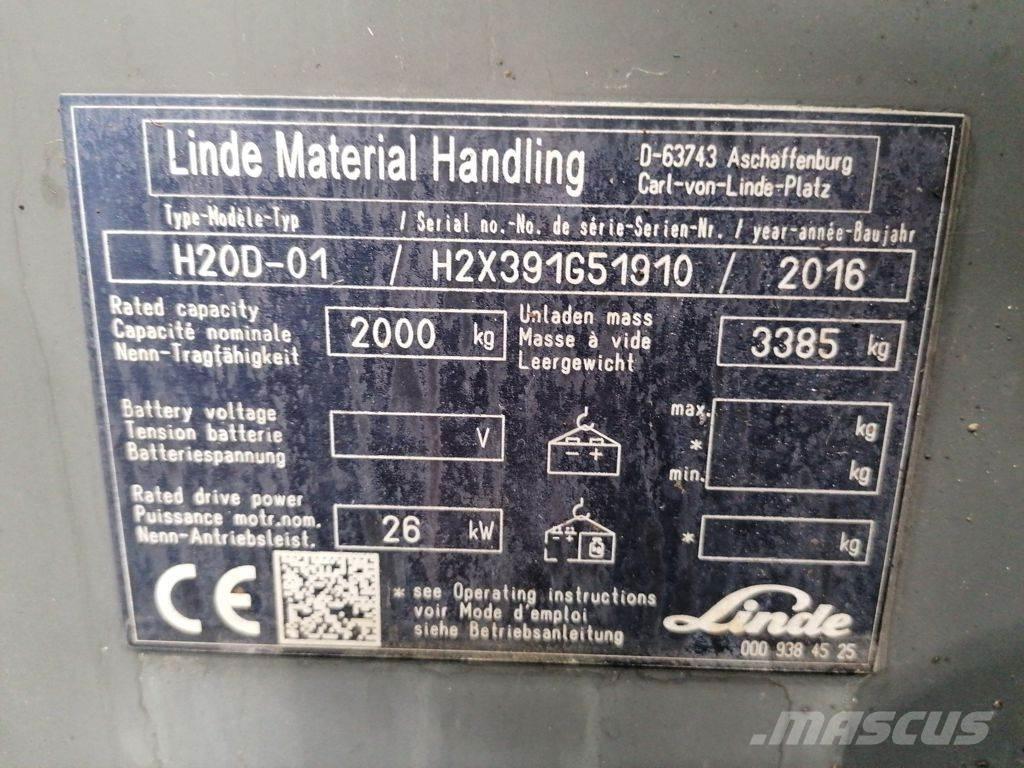 Linde Material Handling
D-63743 Aschaffenburg
Carl-von-Linde-Platz
Type-Modèle-Typ / Serial no.-No. de série-Serien-Nr. / year-année-Baujahr
H20D-01 / H2X391G51910 / 2016
Rated capacity
Capacité nominale
Nenn-Tragfähigkeit
2000 kg
Unladen mass
Masse à vide
Leergewicht
3385 kg
Battery voltage
Tension batterie
Batteriespannung
V
- +
max. kg
*
min. kg
Rated drive power
Puissance motr.nom.
Nenn-Antriebsleist.
26 kW
* kg
CE
* see Operating instructions
voir Mode d'emploi
siehe Betriebsanleitung
Linde
000 938 45 25
MASCUS